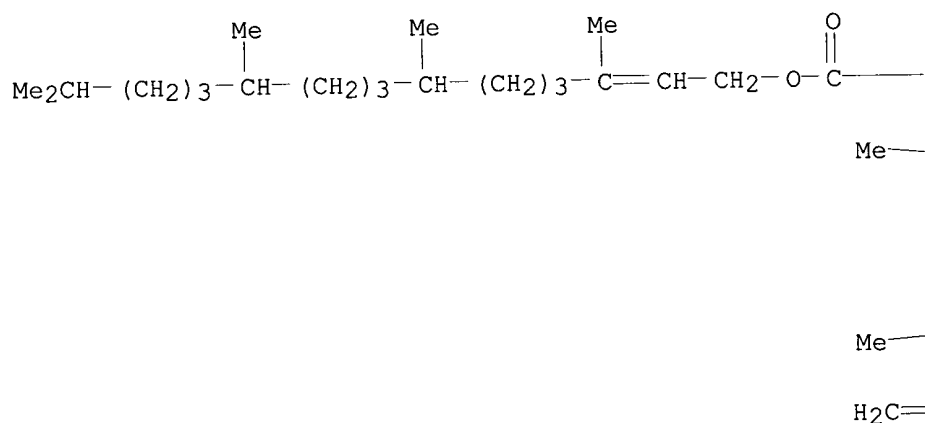 Me Me Me O
Me2CH-(CH2)3-CH-(CH2)3-CH-(CH2)3-C=CH-CH2-O-C
Me
Me
H2C=